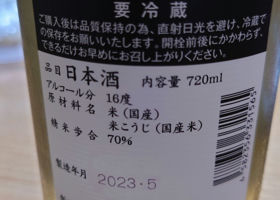 要冷蔵
ご購入後は品質保持の為、直射日光を避け、冷蔵で
の保存をお願いいたします。開栓前後にかかわらず、
できるだけお早めにお召し上がりください。
品目 日本酒 内容量 720ml
アルコール分 16度
原材料名 米(国産)
米こうじ(国産米)
精米歩合 70%
製造年月 2023・5